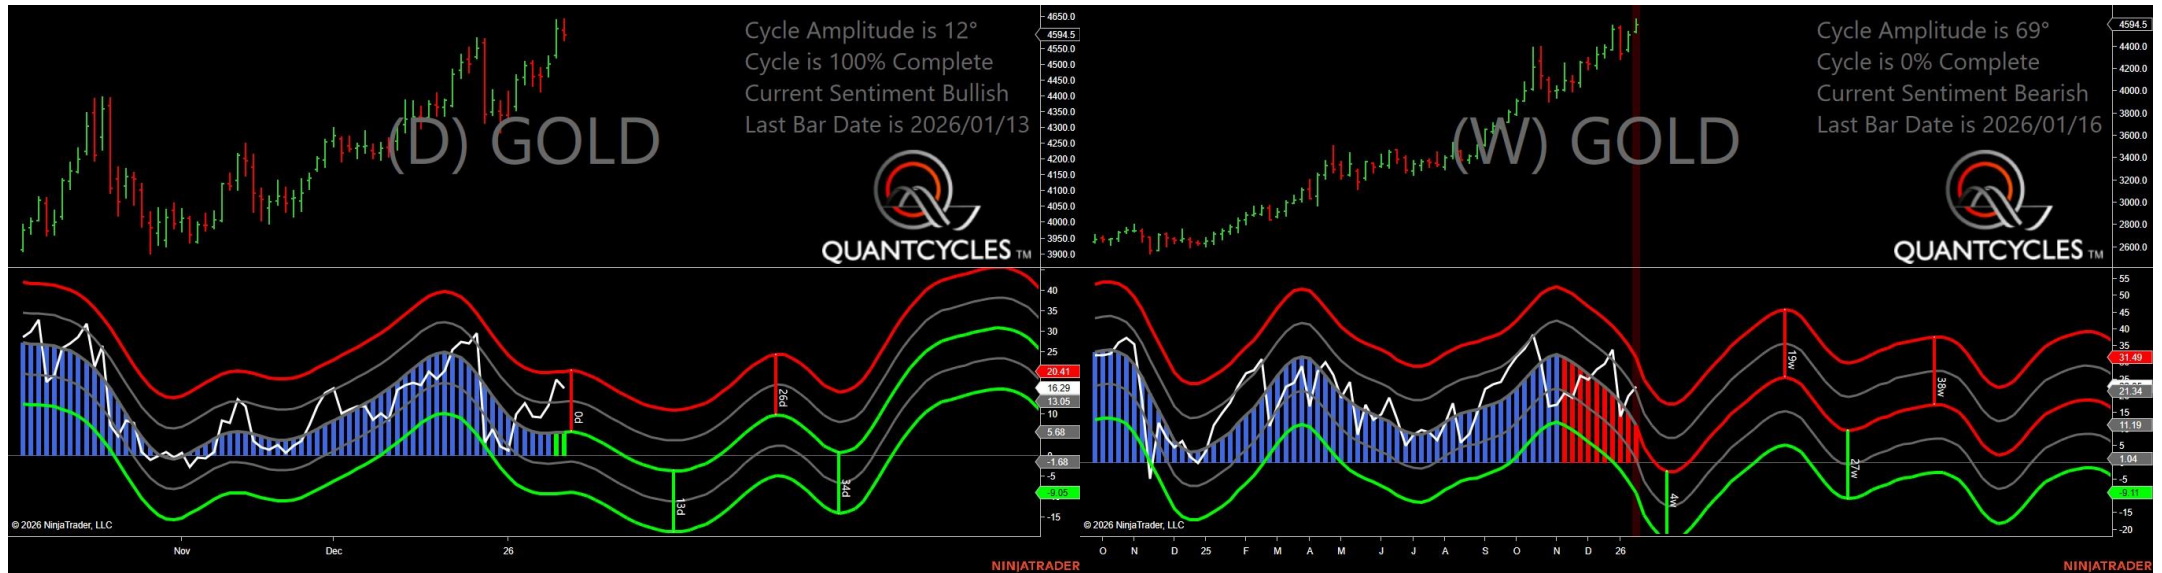 Cycle Amplitude is 12°
Cycle is 100% Complete
Current Sentiment Bullish
Last Bar Date is 2026/01/13
(D) GOLD
QUANTCYCLES TM
4650.0
4594.5
4550.0
4500.0
4450.0
4400.0
4350.0
4300.0
4250.0
4200.0
4150.0
4100.0
4050.0
4000.0
3950.0
3900.0
40
35
30
25
20.41
16.29
13.05
10
5.68
-1.68
-5
-9.05
-15
0d
13d
26d
34d
© 2026 NinjaTrader, LLC
Nov
Dec
26
NINJATRADER
Cycle Amplitude is 69°
Cycle is 0% Complete
Current Sentiment Bearish
Last Bar Date is 2026/01/16
(W) GOLD
QUANTCYCLES TM
4594.5
4400.0
4200.0
4000.0
3800.0
3600.0
3400.0
3200.0
3000.0
2800.0
2600.0
55
50
45
40
35
31.49
21.34
15
11.19
5
1.04
-9.11
-15
-20
4w
19w
27w
38w
© 2026 NinjaTrader, LLC
O N D 25 F M A M J J A S O N D 26
NINJATRADER